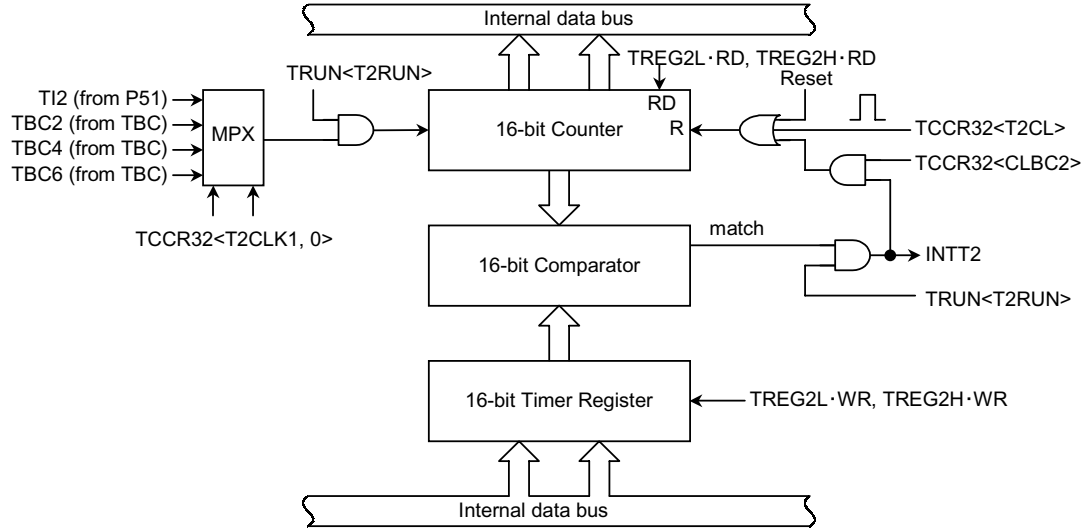 Internal data bus
TREG2L·RD, TREG2H·RD
TRUN<T2RUN>
Reset
TI2 (from P51)
TBC2 (from TBC)
TBC4 (from TBC)
TBC6 (from TBC)
MPX
16-bit Counter
RD
R
TCCR32<T2CL>
TCCR32<CLBC2>
TCCR32<T2CLK1, 0>
match
16-bit Comparator
INTT2
TRUN<T2RUN>
16-bit Timer Register
TREG2L·WR, TREG2H·WR
Internal data bus